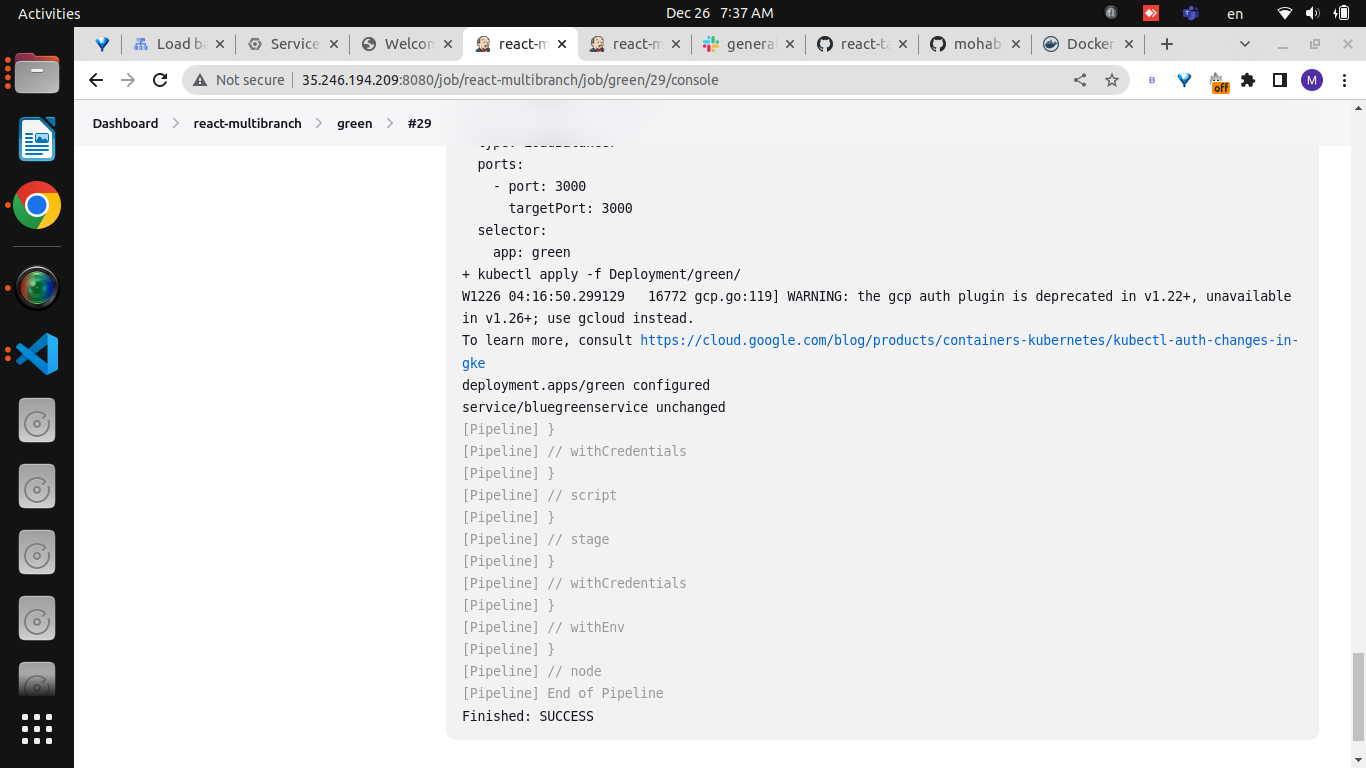 Activities
Dec 26 7:37 AM
en
Load ba
Service
Welcom
react-m
react-m
general
react-ta
mohab
Docker
Not secure
35.246.194.209:8080/job/react-multibranch/job/green/29/console
B
off
M
Dashboard
react-multibranch
green
#29
ports:
- port: 3000
targetPort: 3000
selector:
app: green
+ kubectl apply -f Deployment/green/
W1226 04:16:50.299129 16772 gcp.go:119] WARNING: the gcp auth plugin is deprecated in v1.22+, unavailable
in v1.26+; use gcloud instead.
To learn more, consult https://cloud.google.com/blog/products/containers-kubernetes/kubectl-auth-changes-in-
gke
deployment.apps/green configured
service/bluegreenservice unchanged
[Pipeline] }
[Pipeline] // withCredentials
[Pipeline] }
[Pipeline] // script
[Pipeline] }
[Pipeline] // stage
[Pipeline] }
[Pipeline] // withCredentials
[Pipeline] }
[Pipeline] // withEnv
[Pipeline] }
[Pipeline] // node
[Pipeline] End of Pipeline
Finished: SUCCESS